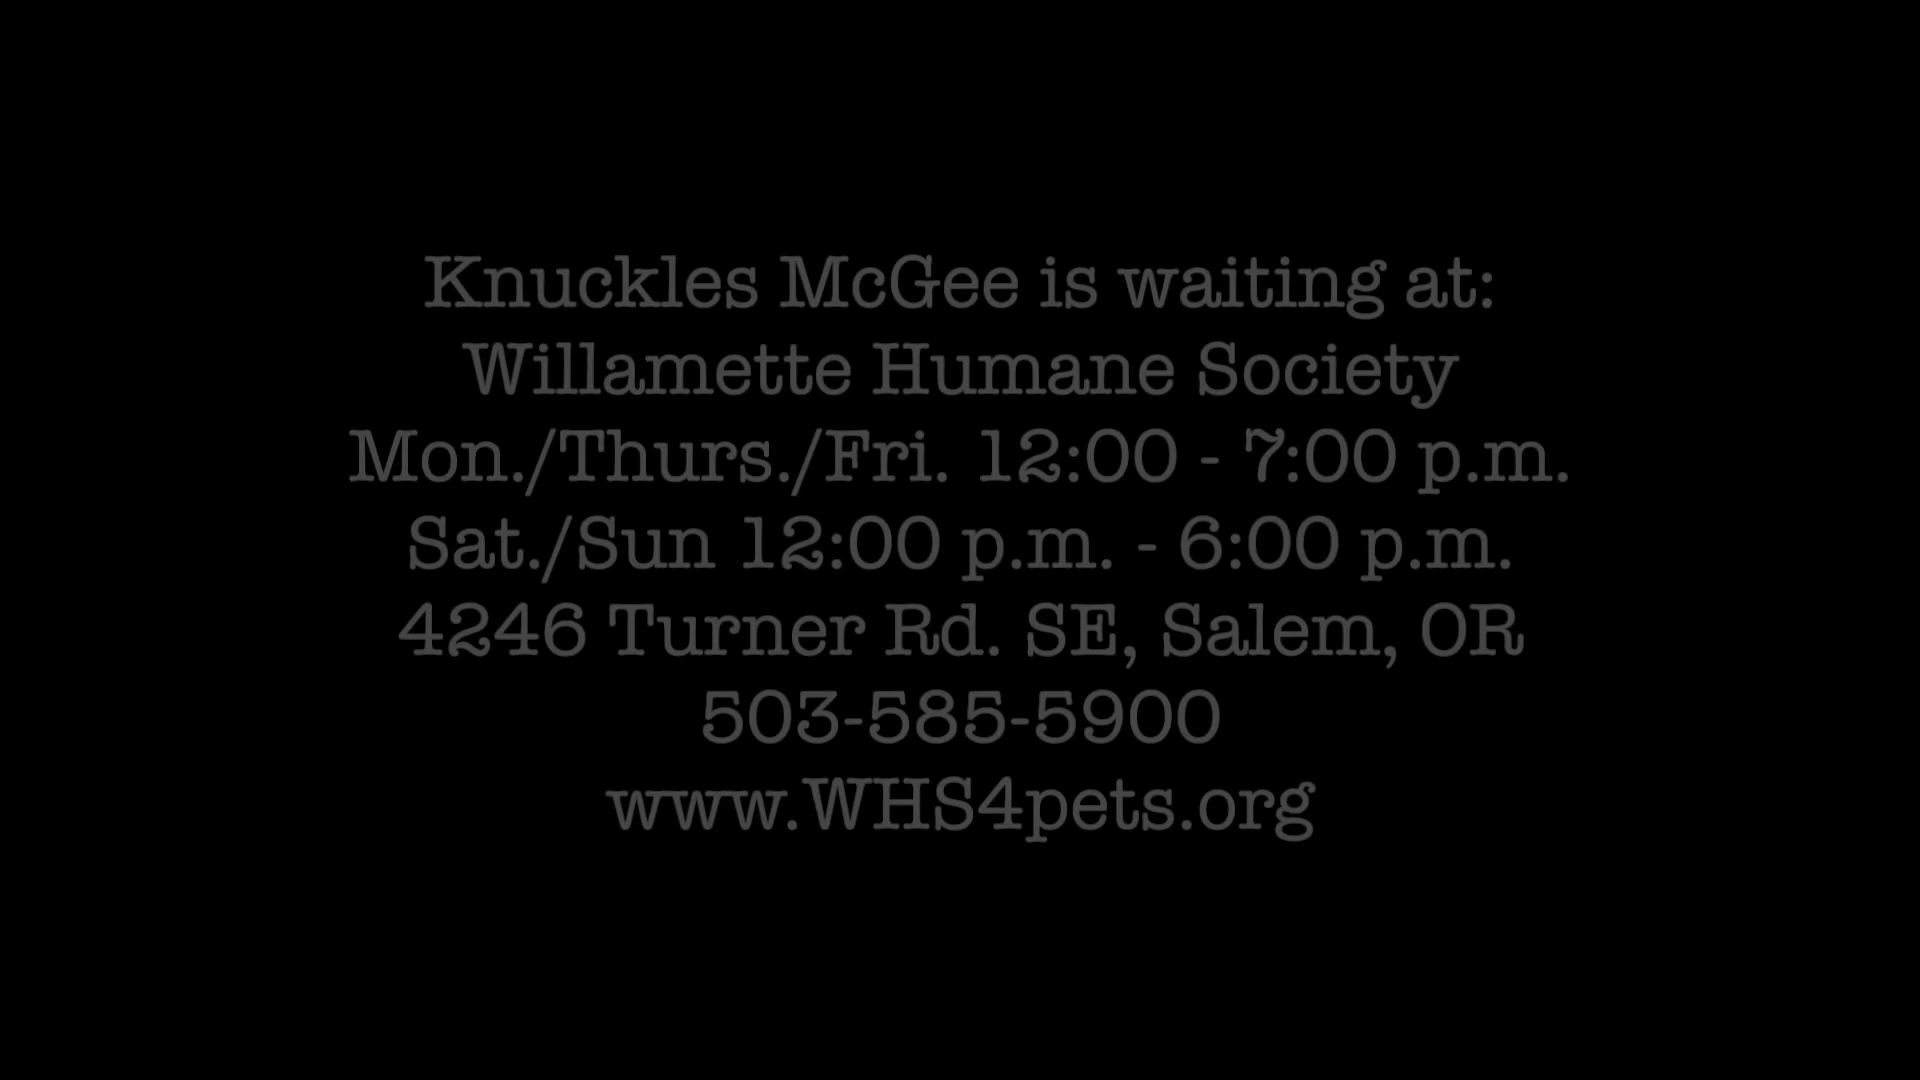 Knuckles McGee is waiting at:
Willamette Humane Society
Mon./Thurs./Fri. 12:00 - 7:00 p.m.
Sat./Sun 12:00 p.m. - 6:00 p.m.
4246 Turner Rd. SE, Salem, OR
503-585-5900
www.WHS4pets.org